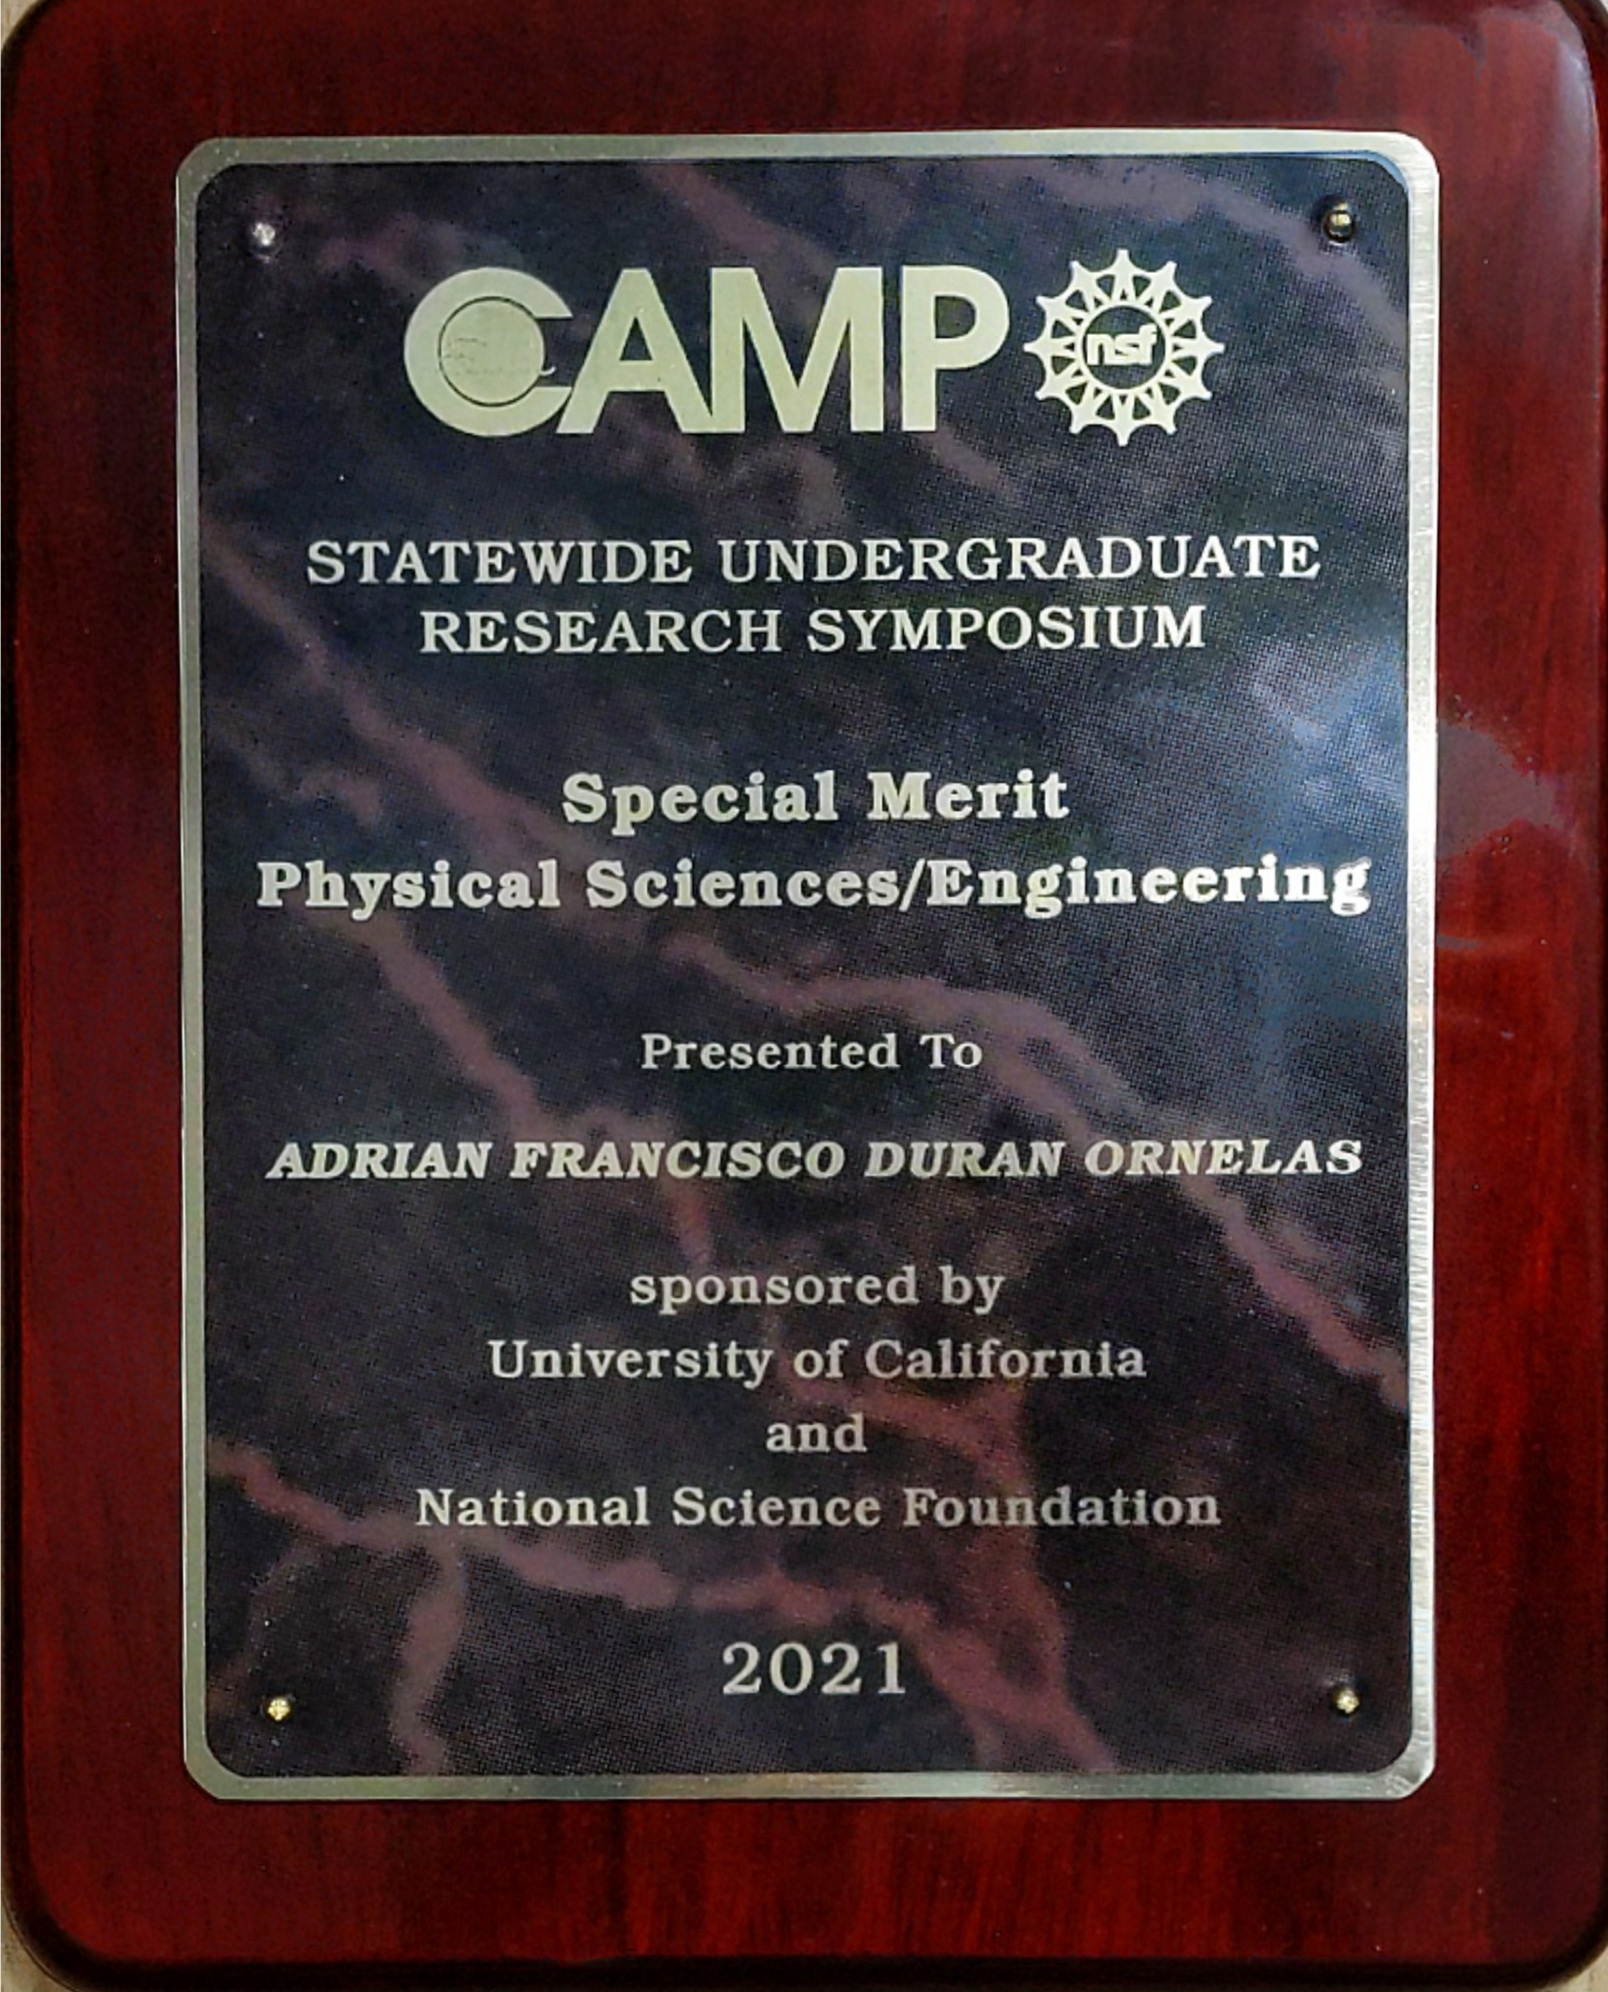 CAMP nsf
STATEWIDE UNDERGRADUATE
RESEARCH SYMPOSIUM
Special Merit
Physical Sciences/Engineering
Presented To
ADRIAN FRANCISCO DURAN ORNELAS
sponsored by
University of California
and
National Science Foundation
2021